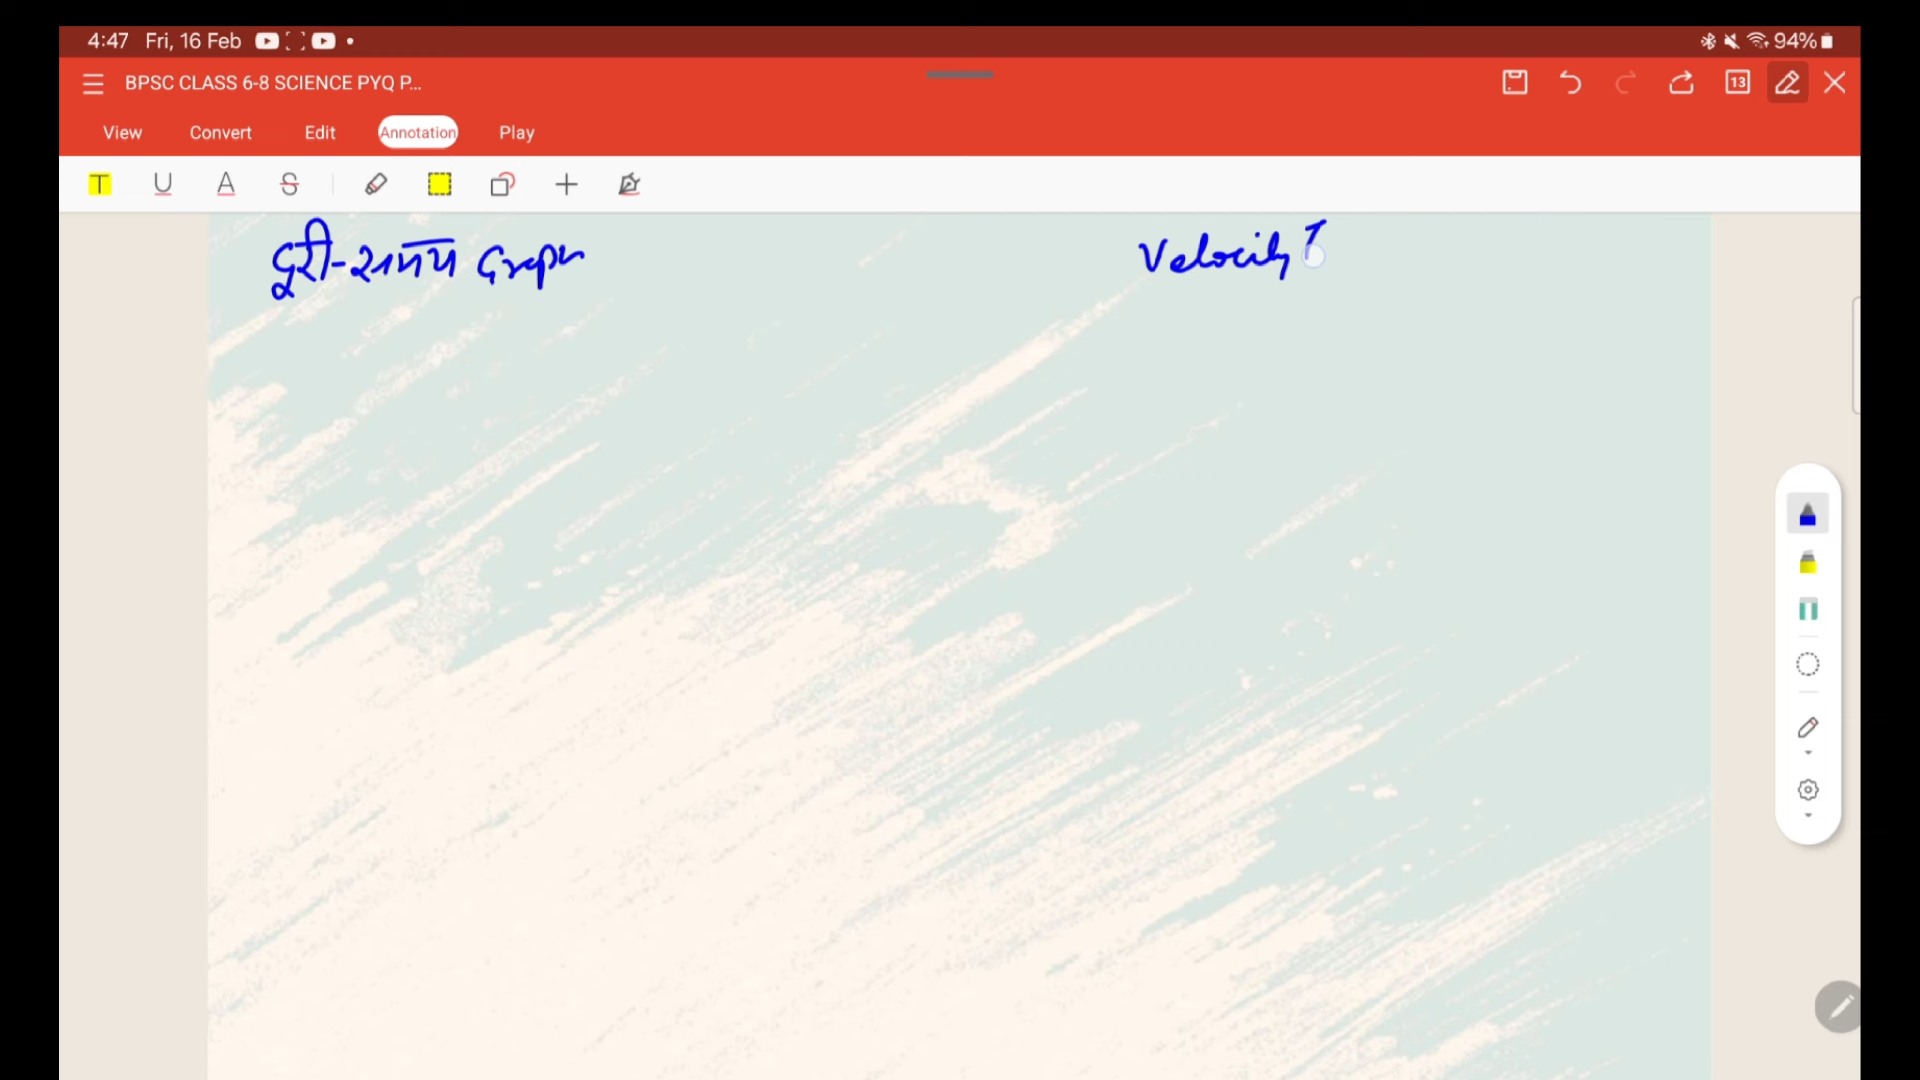 4:47 Fri, 16 Feb 94%
BPSC CLASS 6-8 SCIENCE PYQ P... 13
View Convert Edit Annotation Play
T U A S
दुरी-समय Graph Velocity